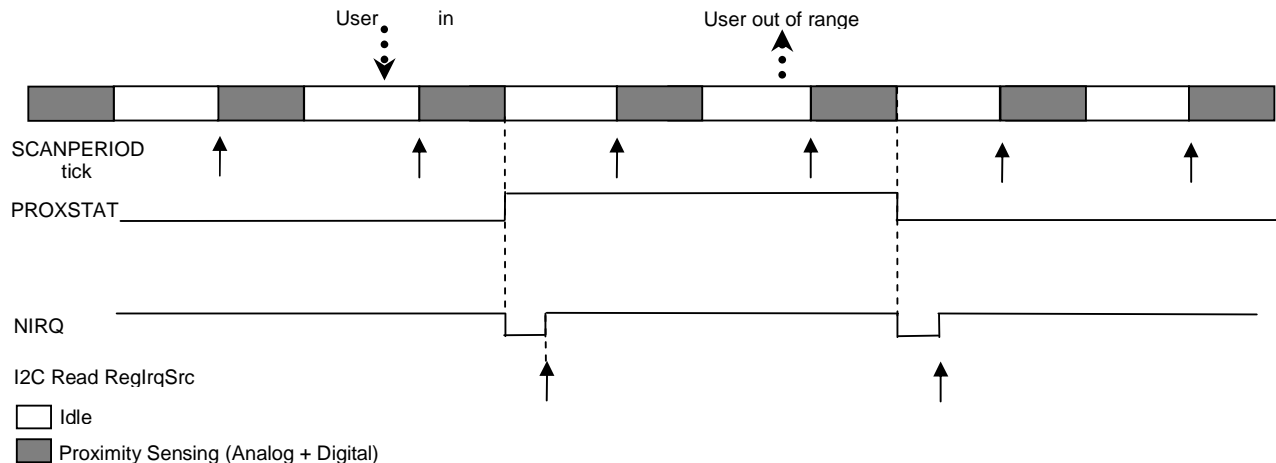 User in
User out of range
SCANPERIOD
tick
PROXSTAT
NIRQ
I2C Read RegIrqSrc
Idle
Proximity Sensing (Analog + Digital)